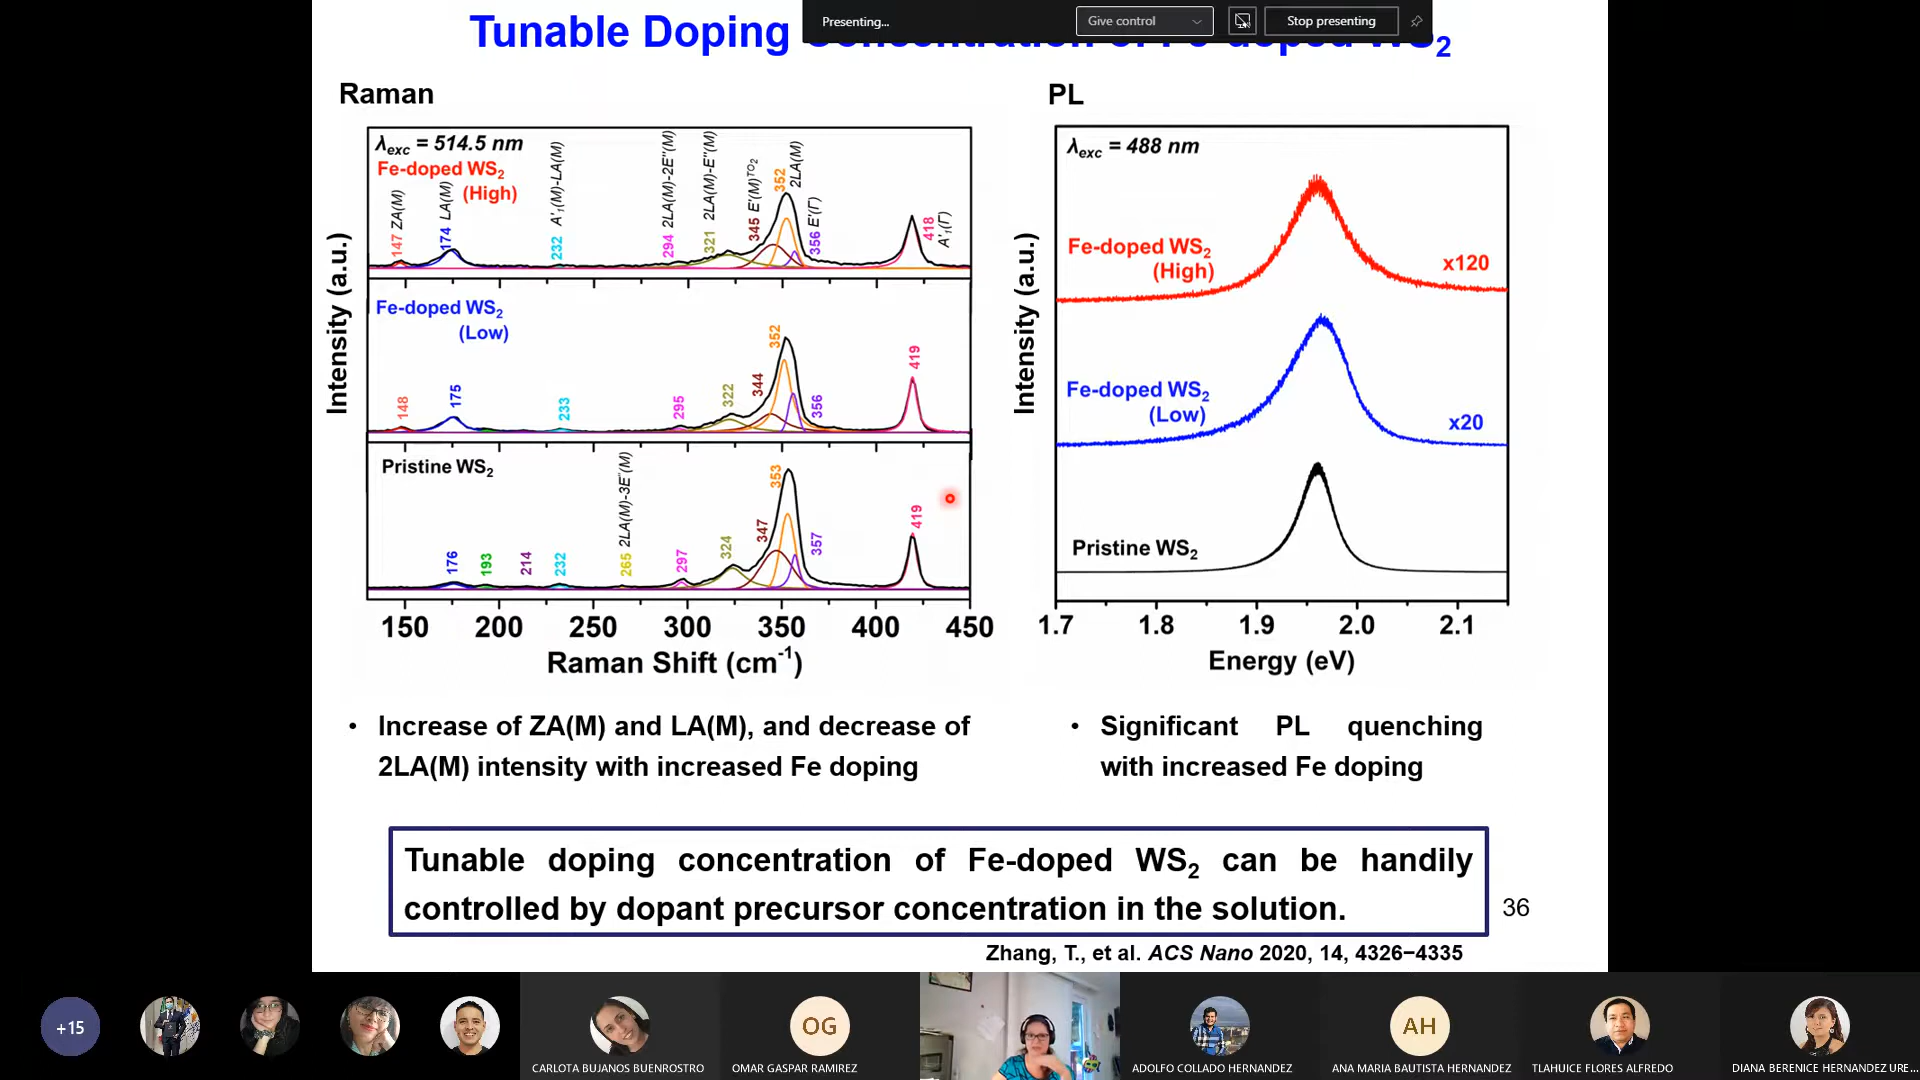 Presenting...
Give control
Stop presenting
Tunable Doping
WS2
Raman
PL
λexc = 514.5 nm
Fe-doped WS2
(High)
147 ZA(M)
174 LA(M)
232 A'1(M)-LA(M)
294 2LA(M)-2E''(M)
321 2LA(M)-E''(M)
345 E'(M)TO2
352 2LA(M)
356 E'(Γ)
418 A'1(Γ)
Fe-doped WS2
(Low)
148
175
233
295
322
344
352
356
419
Pristine WS2
176
193
214
232
265 2LA(M)-3E''(M)
297
324
347
353
357
419
Intensity (a.u.)
150 200 250 300 350 400 450
Raman Shift (cm-1)
λexc = 488 nm
Fe-doped WS2
(High)
x120
Fe-doped WS2
(Low)
x20
Pristine WS2
Intensity (a.u.)
1.7 1.8 1.9 2.0 2.1
Energy (eV)
• Increase of ZA(M) and LA(M), and decrease of
2LA(M) intensity with increased Fe doping
• Significant PL quenching
with increased Fe doping
Tunable doping concentration of Fe-doped WS2 can be handily
controlled by dopant precursor concentration in the solution.
36
Zhang, T., et al. ACS Nano 2020, 14, 4326−4335
+15
OG
AH
CARLOTA BUJANOS BUENROSTRO
OMAR GASPAR RAMIREZ
ADOLFO COLLADO HERNANDEZ
ANA MARIA BAUTISTA HERNANDEZ
TLAHUICE FLORES ALFREDO
DIANA BERENICE HERNANDEZ URE...